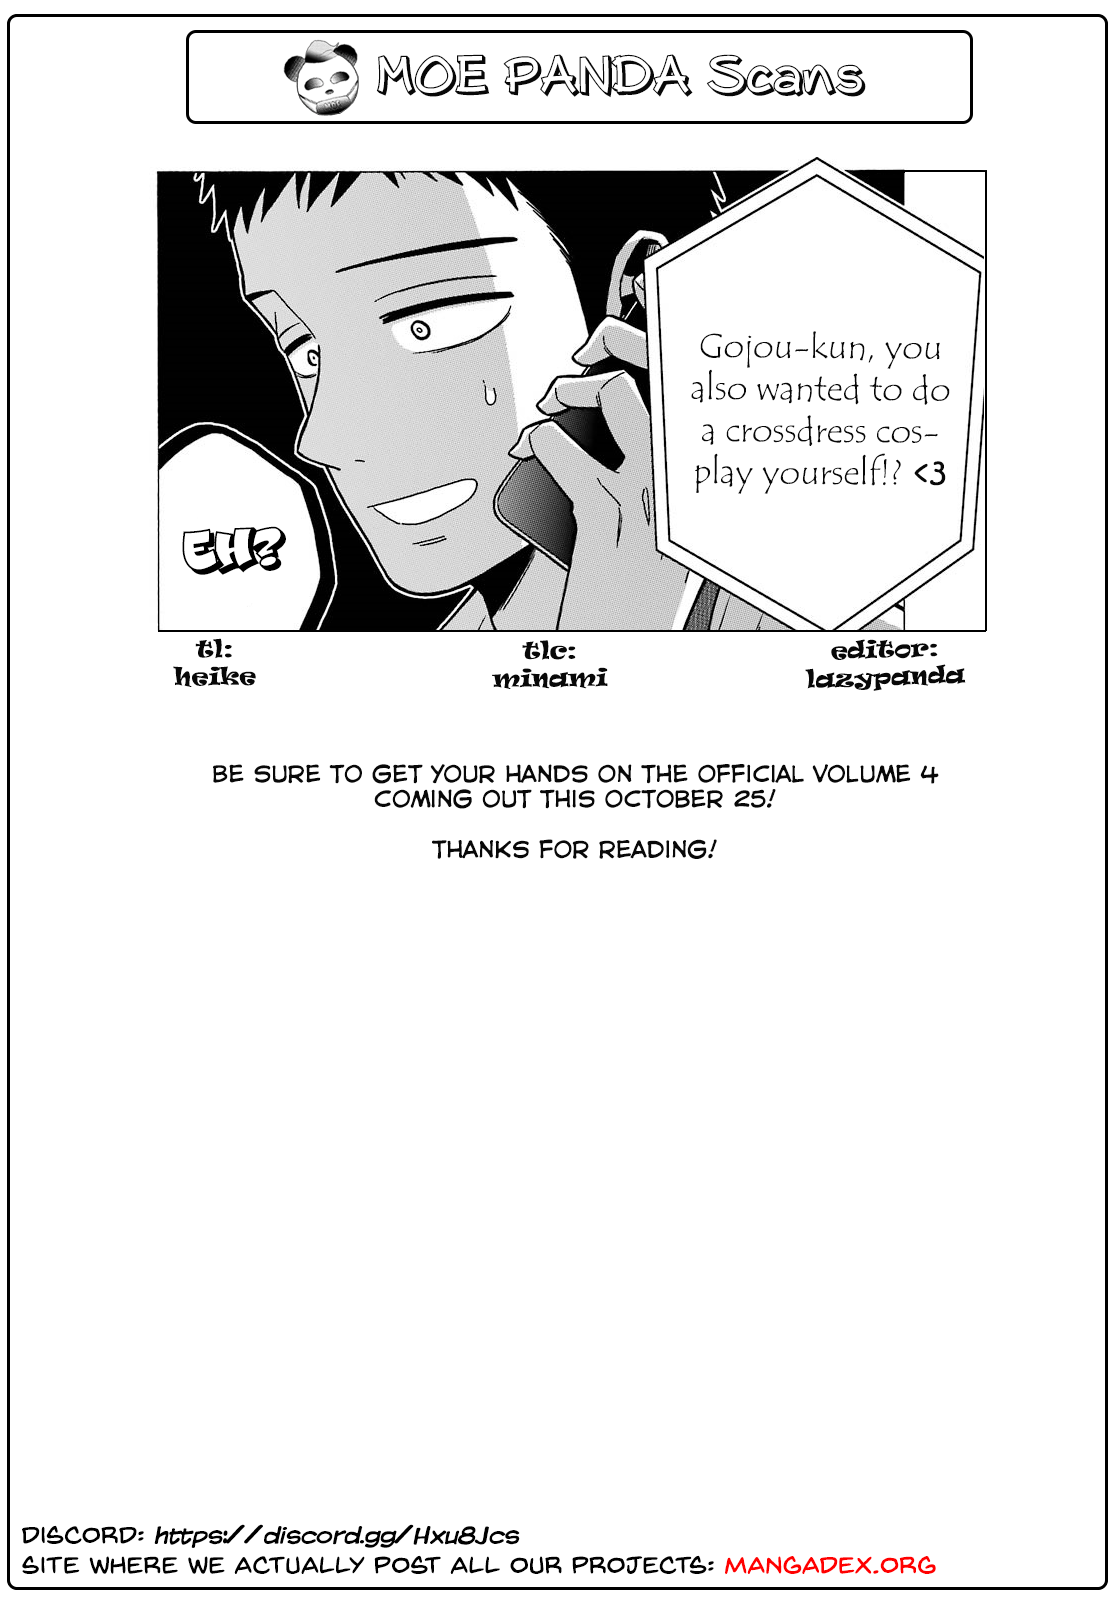 MOE PANDA Scans
Gojou-kun, you
also wanted to do
a crossdress cos-
play yourself!? <3
EH?
tl:
heike
tlc:
minami
editor:
lazypanda
BE SURE TO GET YOUR HANDS ON THE OFFICIAL VOLUME 4
COMING OUT THIS OCTOBER 25!
THANKS FOR READING!
DISCORD: https://discord.gg/Hxu8Jcs
SITE WHERE WE ACTUALLY POST ALL OUR PROJECTS: MANGADEX.ORG